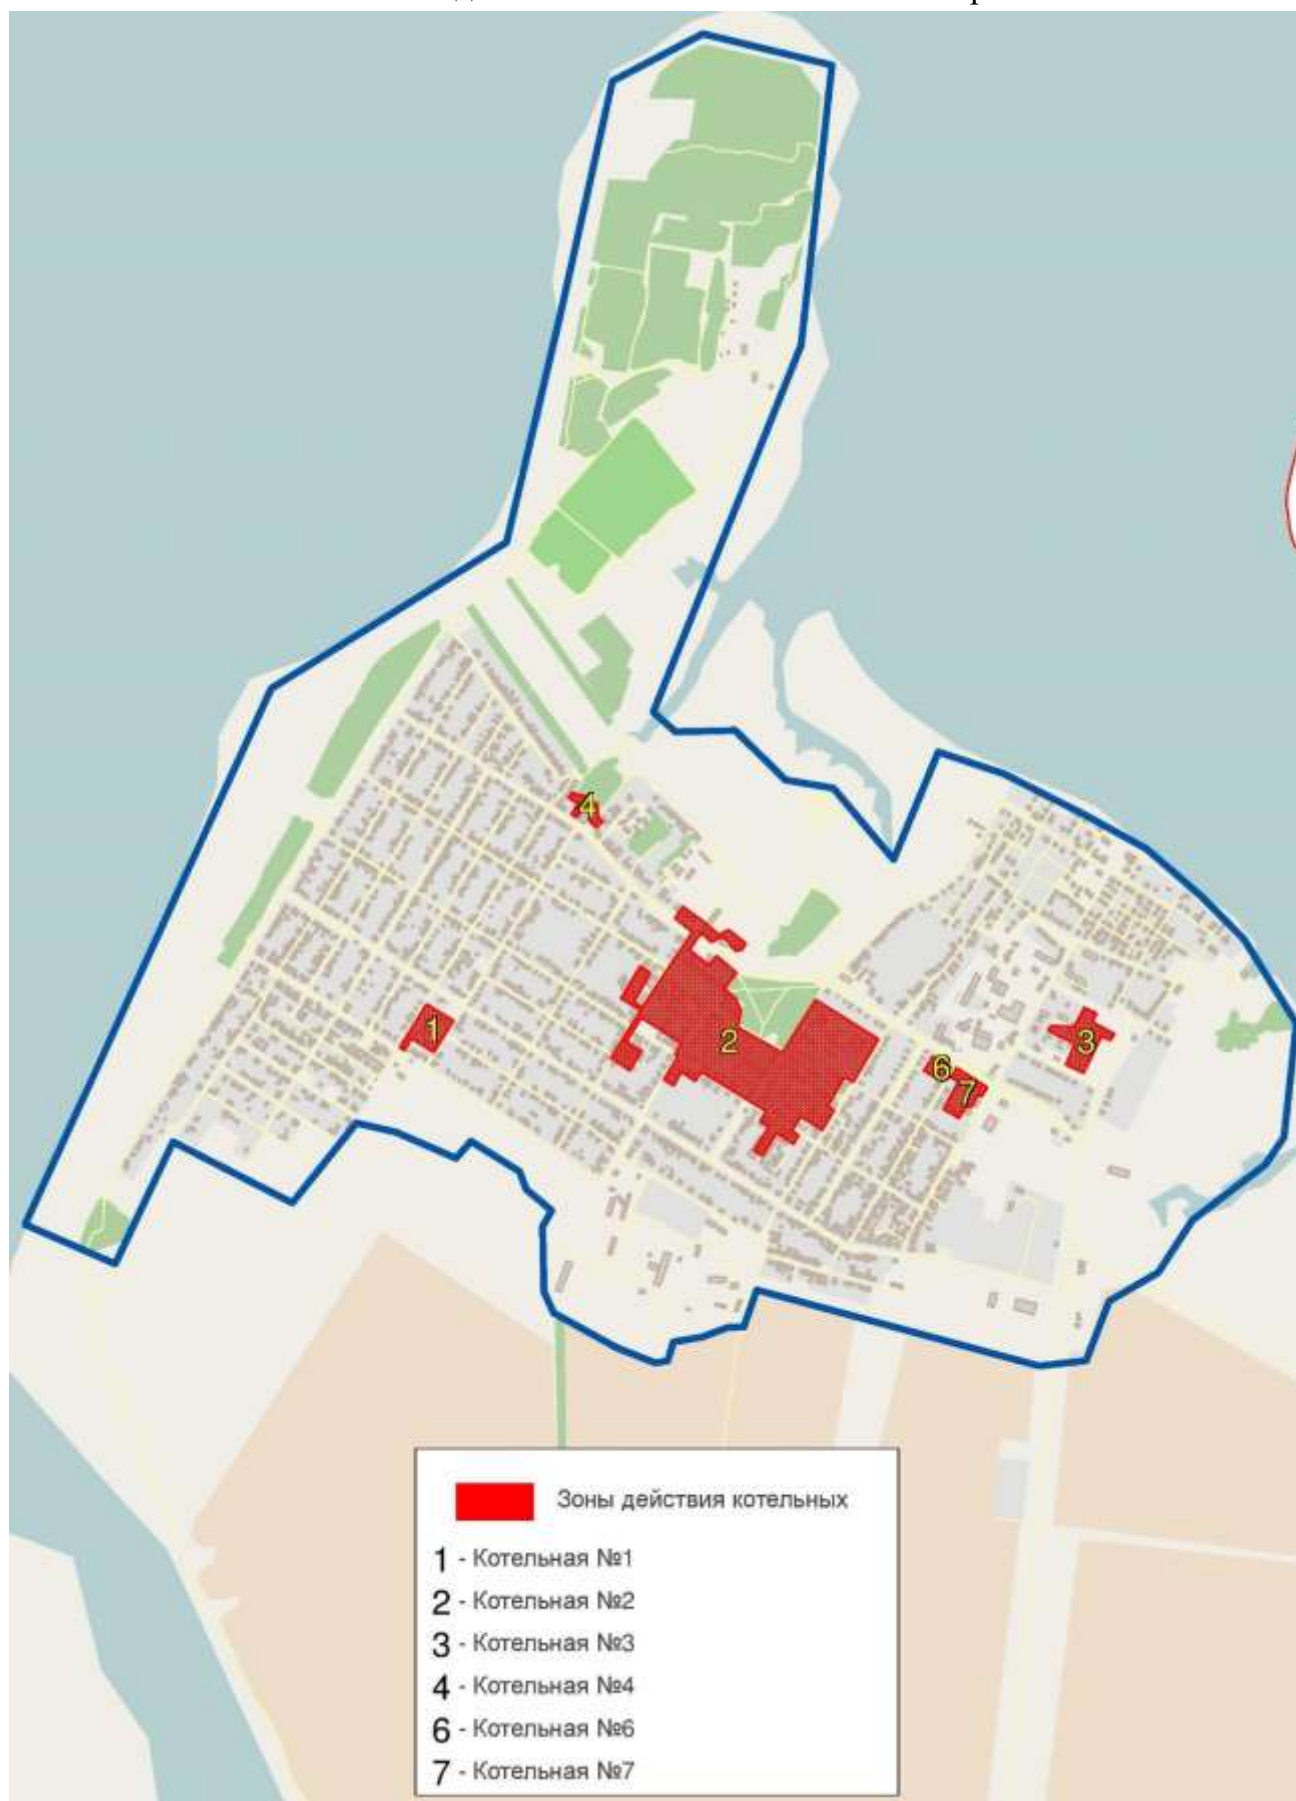 4
2
3
6
1
7
Зоны действия котельных
1 - Котельная №1
2 - Котельная №2
3 - Котельная №3
4 - Котельная №4
6 - Котельная №6
7 - Котельная №7